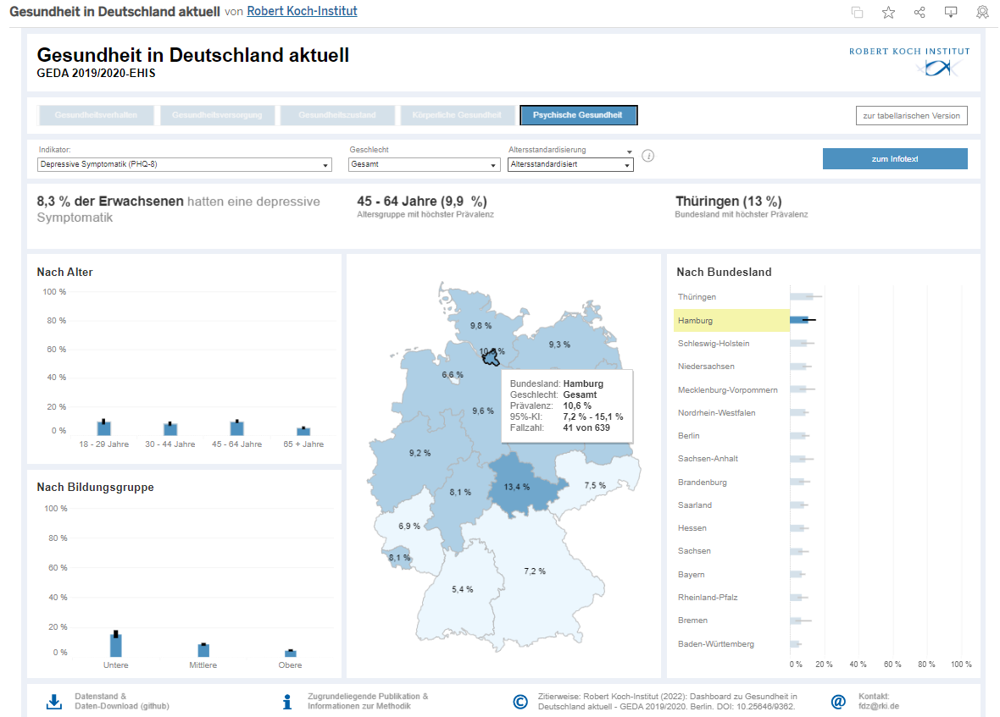 Gesundheit in Deutschland aktuell von Robert Koch-Institut
Gesundheit in Deutschland aktuell
GEDA 2019/2020-EHIS
ROBERT KOCH INSTITUT
Gesundheitsverhalten
Gesundheitsversorgung
Gesundheitszustand
Körperliche Gesundheit
Psychische Gesundheit
zur tabellarischen Version
Indikator:
Depressive Symptomatik (PHQ-8)
Geschlecht
Gesamt
Altersstandardisierung
Altersstandardisiert
i
zum Infotext
8,3 % der Erwachsenen hatten eine depressive
Symptomatik
45 - 64 Jahre (9,9 %)
Altersgruppe mit höchster Prävalenz
Thüringen (13 %)
Bundesland mit höchster Prävalenz
Nach Alter
100 %
80 %
60 %
40 %
20 %
0 %
18 - 29 Jahre
30 - 44 Jahre
45 - 64 Jahre
65 + Jahre
Nach Bildungsgruppe
100 %
80 %
60 %
40 %
20 %
0 %
Untere
Mittlere
Obere
9,8 %
9,3 %
6,6 %
9,6 %
9,2 %
8,1 %
13,4 %
7,5 %
6,9 %
8,1 %
7,2 %
5,4 %
Bundesland: Hamburg
Geschlecht: Gesamt
Prävalenz: 10,6 %
95%-KI: 7,2 % - 15,1 %
Fallzahl: 41 von 639
Nach Bundesland
Thüringen
Hamburg
Schleswig-Holstein
Niedersachsen
Mecklenburg-Vorpommern
Nordrhein-Westfalen
Berlin
Sachsen-Anhalt
Brandenburg
Saarland
Hessen
Sachsen
Bayern
Rheinland-Pfalz
Bremen
Baden-Württemberg
0 % 20 % 40 % 60 % 80 % 100 %
Datenstand &
Daten-Download (github)
Zugrundeliegende Publikation &
Informationen zur Methodik
Zitierweise: Robert Koch-Institut (2022): Dashboard zu Gesundheit in
Deutschland aktuell - GEDA 2019/2020. Berlin. DOI: 10.25646/9362.
Kontakt:
fdz@rki.de